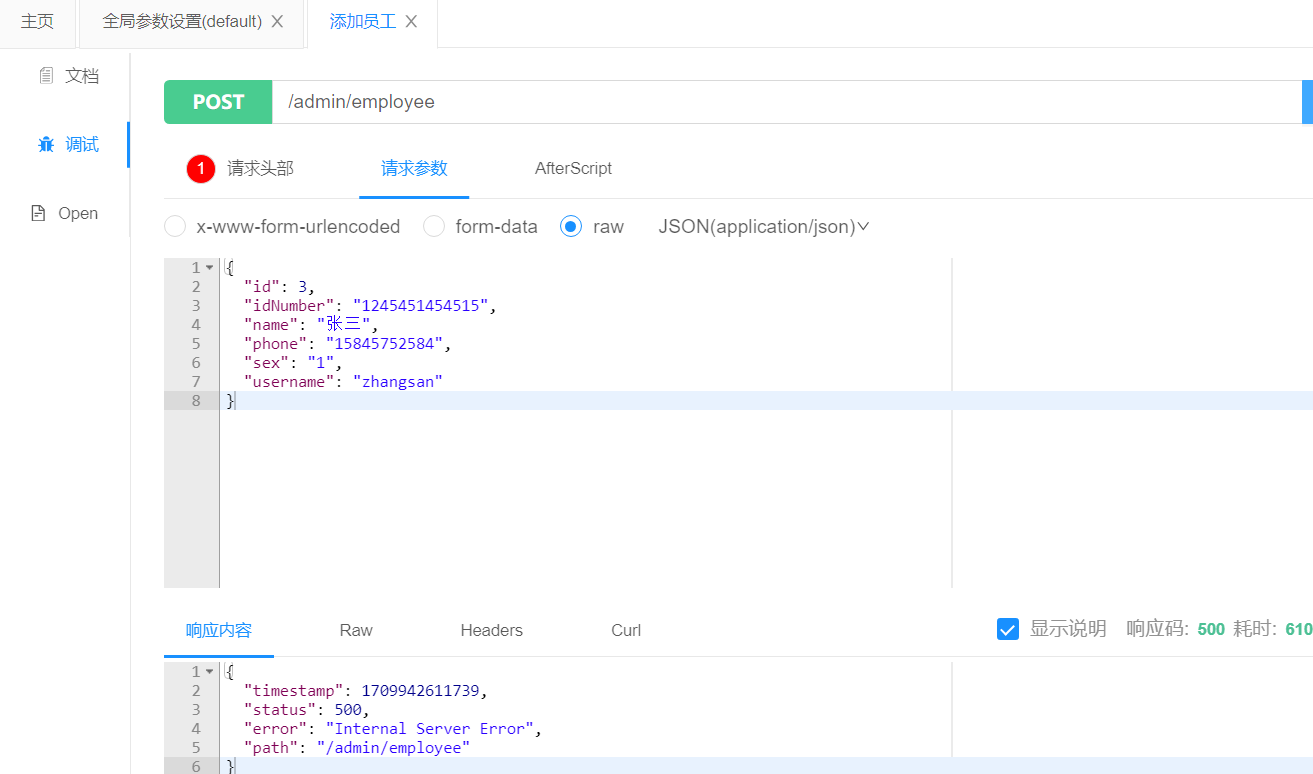 主页 全局参数设置(default) 添加员工
文档
调试
Open
POST /admin/employee
1 请求头部 请求参数 AfterScript
x-www-form-urlencoded form-data raw JSON(application/json)
1 {
2 "id": 3,
3 "idNumber": "1245451454515",
4 "name": "张三",
5 "phone": "15845752584",
6 "sex": "1",
7 "username": "zhangsan"
8 }
响应内容 Raw Headers Curl 显示说明 响应码: 500 耗时: 610
1 {
2 "timestamp": 1709942611739,
3 "status": 500,
4 "error": "Internal Server Error",
5 "path": "/admin/employee"
6 }